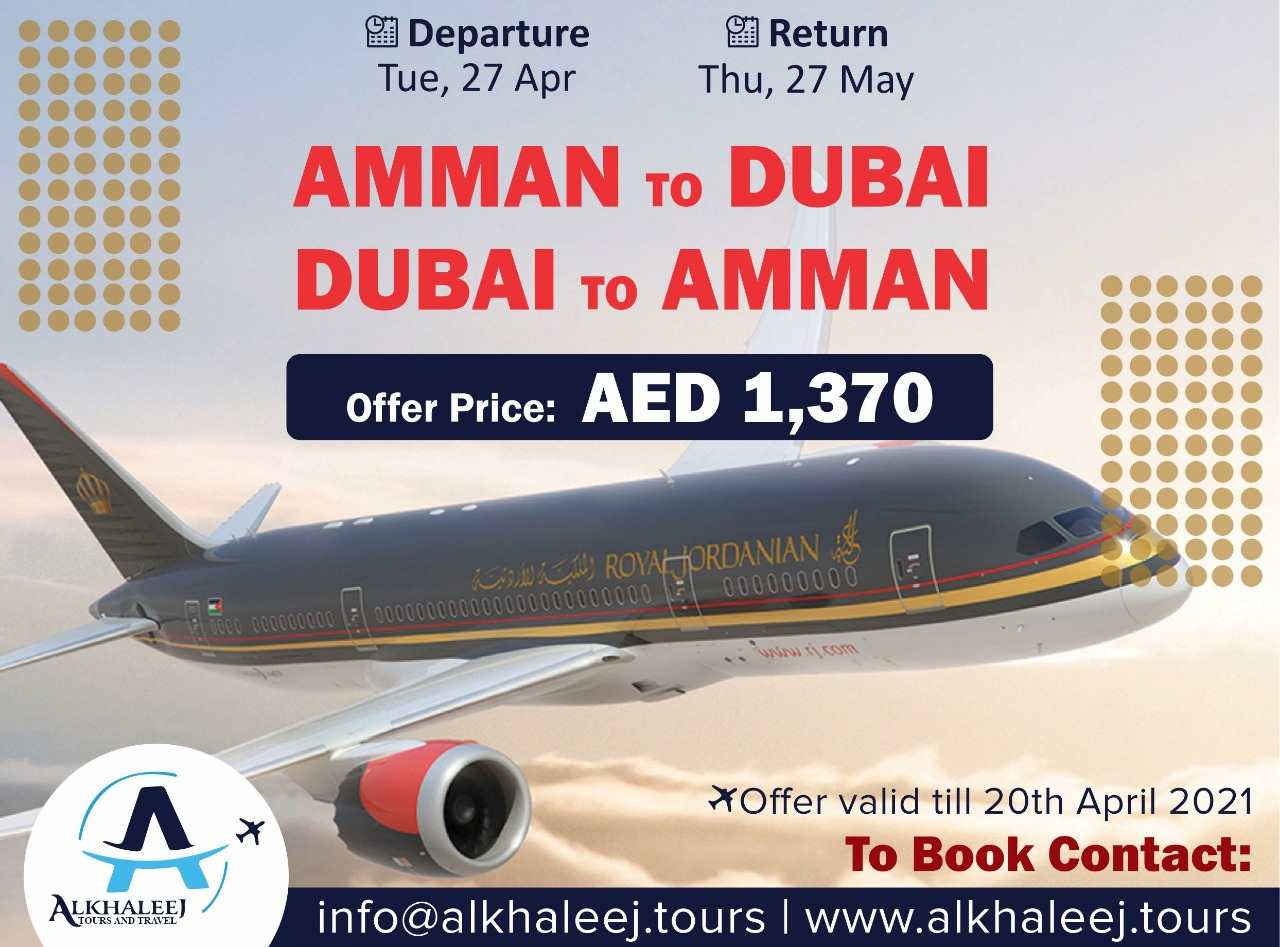 Departure
Tue, 27 Apr
Return
Thu, 27 May
AMMAN TO DUBAI
DUBAI TO AMMAN
Offer Price: AED 1,370
الملكية الأردنية ROYAL JORDANIAN
www.rj.com
Offer valid till 20th April 2021
To Book Contact:
ALKHALEEJ
TOURS AND TRAVEL
info@alkhaleej.tours | www.alkhaleej.tours